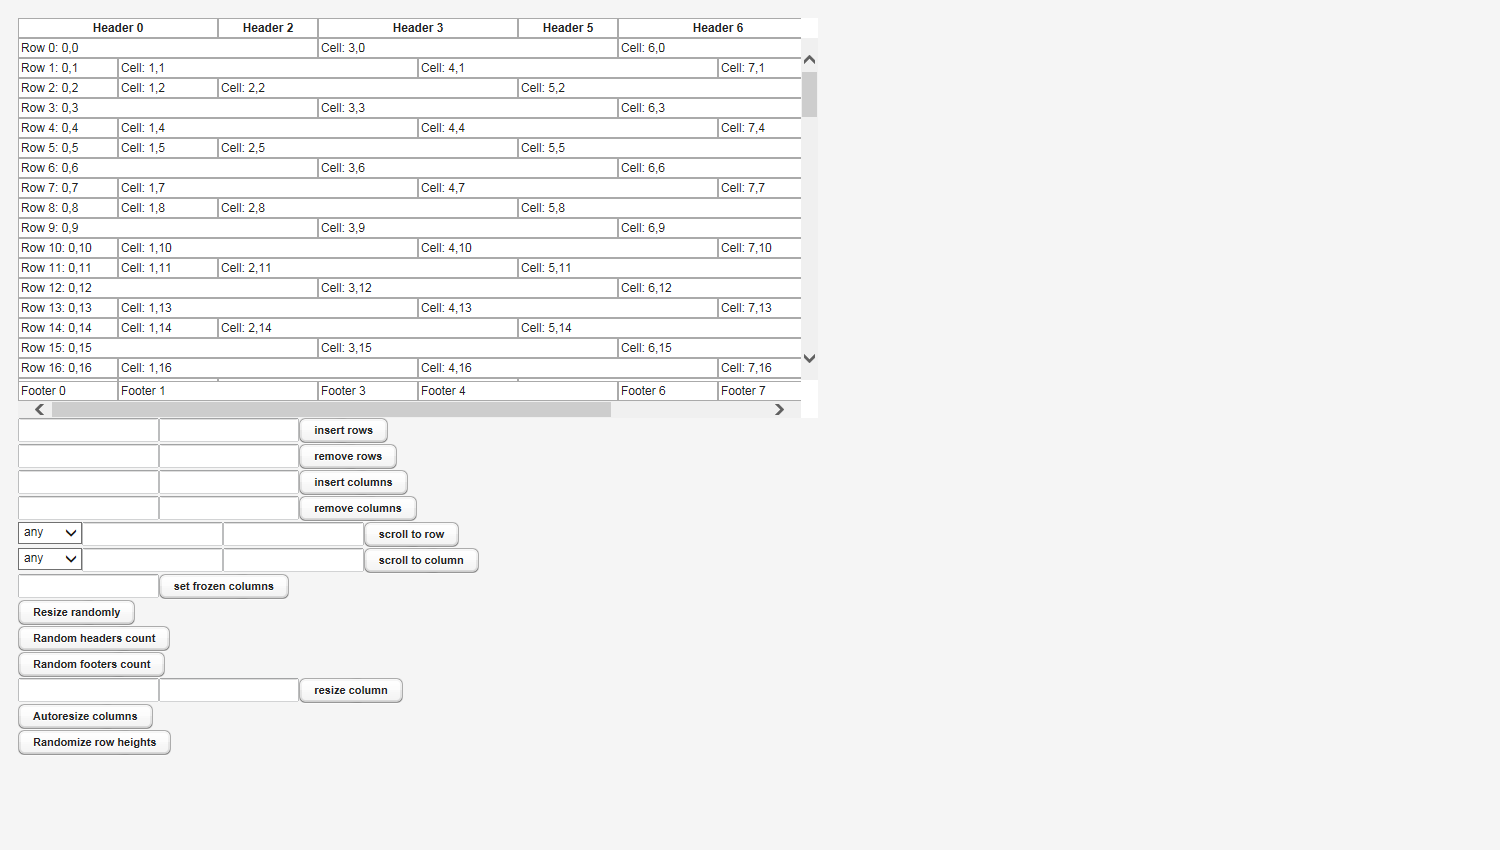 Header 0 Header 2 Header 3 Header 5 Header 6
Row 0: 0,0 Cell: 3,0 Cell: 6,0
Row 1: 0,1 Cell: 1,1 Cell: 4,1 Cell: 7,1
Row 2: 0,2 Cell: 1,2 Cell: 2,2 Cell: 5,2
Row 3: 0,3 Cell: 3,3 Cell: 6,3
Row 4: 0,4 Cell: 1,4 Cell: 4,4 Cell: 7,4
Row 5: 0,5 Cell: 1,5 Cell: 2,5 Cell: 5,5
Row 6: 0,6 Cell: 3,6 Cell: 6,6
Row 7: 0,7 Cell: 1,7 Cell: 4,7 Cell: 7,7
Row 8: 0,8 Cell: 1,8 Cell: 2,8 Cell: 5,8
Row 9: 0,9 Cell: 3,9 Cell: 6,9
Row 10: 0,10 Cell: 1,10 Cell: 4,10 Cell: 7,10
Row 11: 0,11 Cell: 1,11 Cell: 2,11 Cell: 5,11
Row 12: 0,12 Cell: 3,12 Cell: 6,12
Row 13: 0,13 Cell: 1,13 Cell: 4,13 Cell: 7,13
Row 14: 0,14 Cell: 1,14 Cell: 2,14 Cell: 5,14
Row 15: 0,15 Cell: 3,15 Cell: 6,15
Row 16: 0,16 Cell: 1,16 Cell: 4,16 Cell: 7,16
Footer 0 Footer 1 Footer 3 Footer 4 Footer 6 Footer 7
insert rows
remove rows
insert columns
remove columns
any scroll to row
any scroll to column
set frozen columns
Resize randomly
Random headers count
Random footers count
resize column
Autoresize columns
Randomize row heights